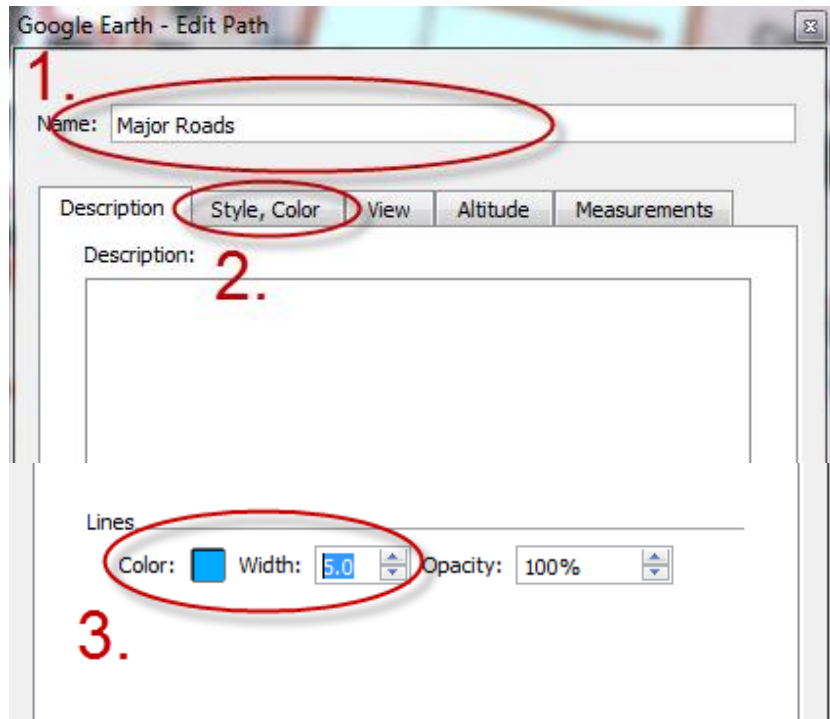 Google Earth - Edit Path
1.
Name: Major Roads
Description Style, Color View Altitude Measurements
Description:
2.
Lines
Color: Width: 5.0 Opacity: 100%
3.